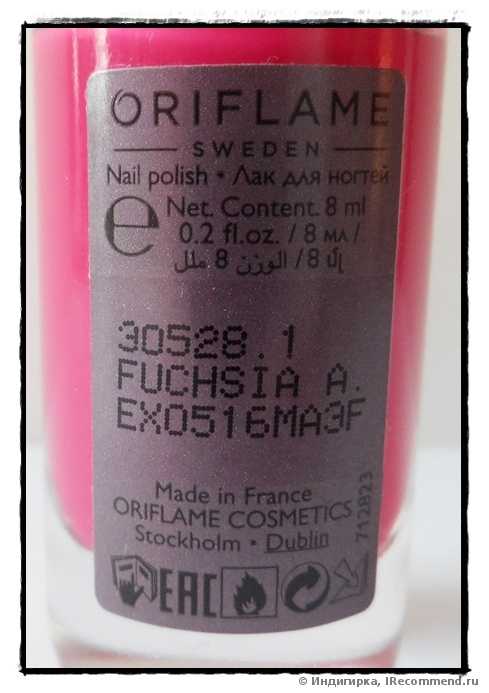 ORIFLAME
SWEDEN
Nail polish • Лак для ногтей
e Net. Content. 8 ml
0.2 fl.oz. / 8 мл /
8 الوزن / 8 մլ ملل
30528.1
FUCHSIA A.
EX0516MA3F
Made in France
ORIFLAME COSMETICS
Stockholm • Dublin
712823
EAC
© Индигирка, IRecommend.ru